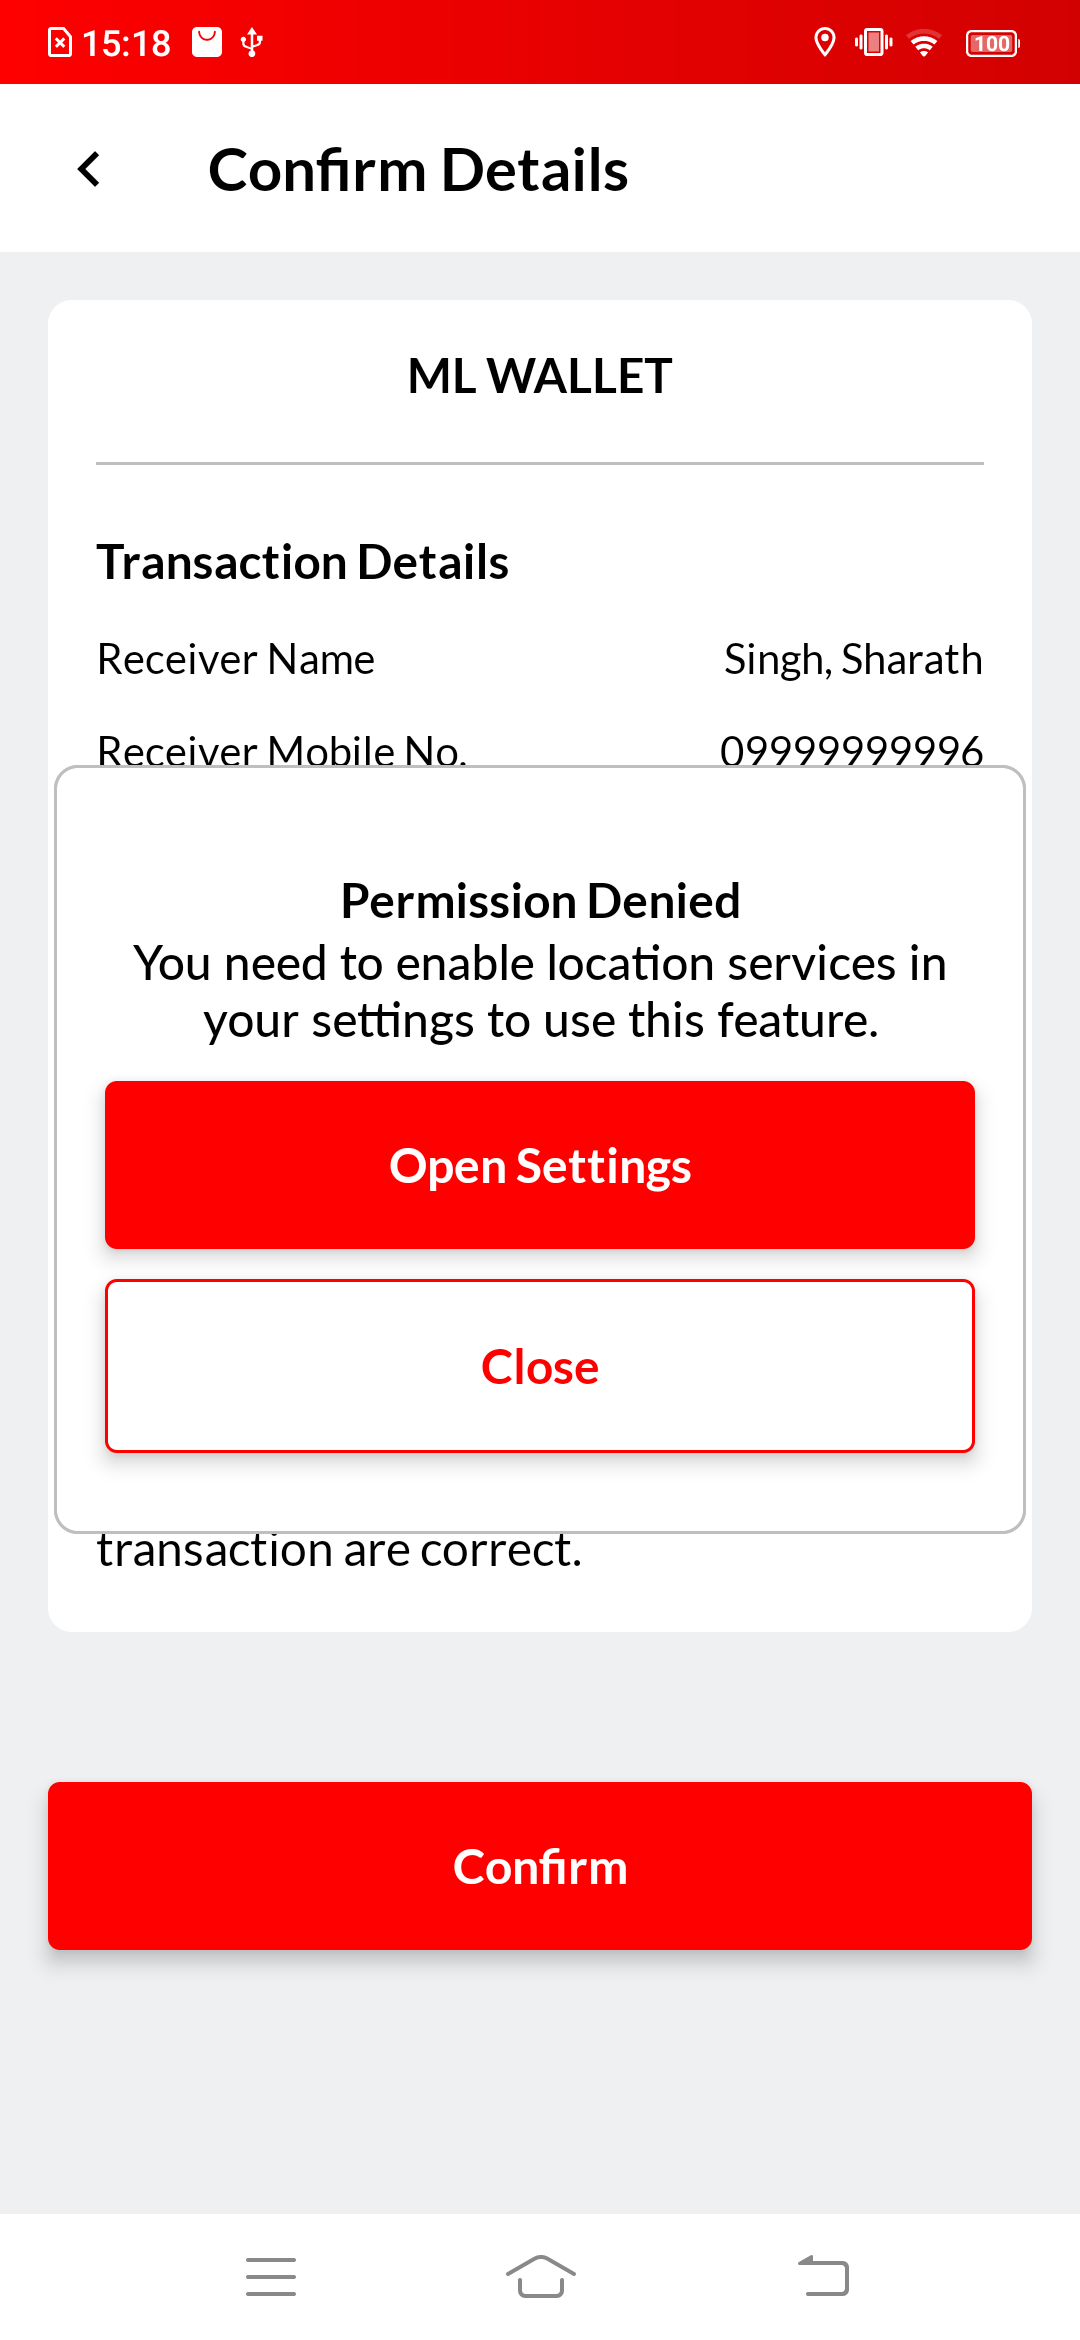 15:18
100
Confirm Details
ML WALLET
Transaction Details
Receiver Name Singh, Sharath
Receiver Mobile No. 09999999996
Permission Denied
You need to enable location services in
your settings to use this feature.
Open Settings
Close
transaction are correct.
Confirm